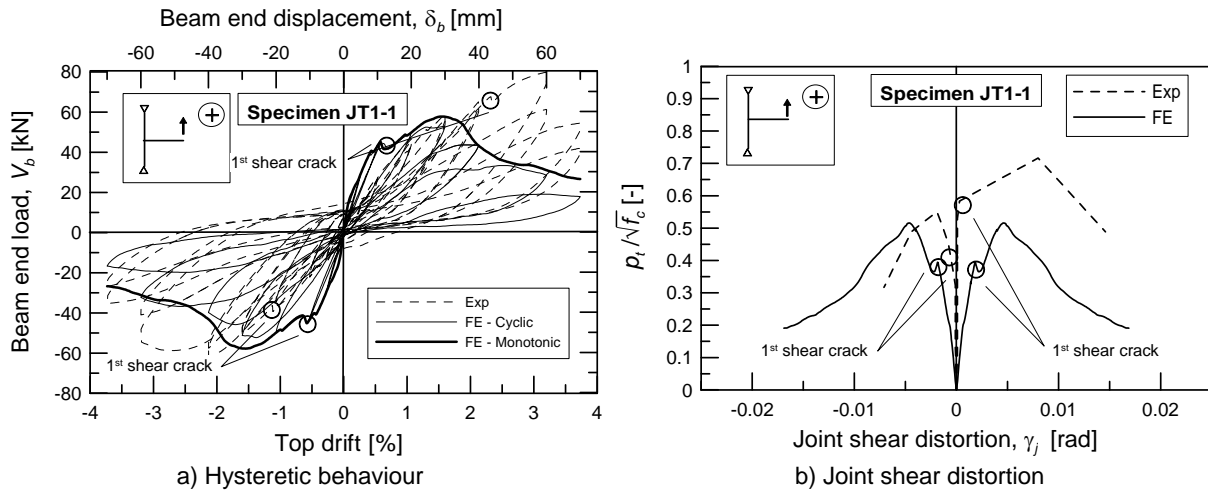 Beam end displacement, δb [mm]
-60 -40 -20 0 20 40 60
80
60
40
20
0
-20
-40
-60
-80
Beam end load, Vb [kN]
Specimen JT1-1
+
1st shear crack
Exp
FE - Cyclic
FE - Monotonic
1st shear crack
-4 -3 -2 -1 0 1 2 3 4
Top drift [%]
a) Hysteretic behaviour
1
0.9
0.8
0.7
0.6
0.5
0.4
0.3
0.2
0.1
0
pt/√fc [-]
Specimen JT1-1
+
Exp
FE
1st shear crack
1st shear crack
-0.02 -0.01 0 0.01 0.02
Joint shear distortion, γj [rad]
b) Joint shear distortion